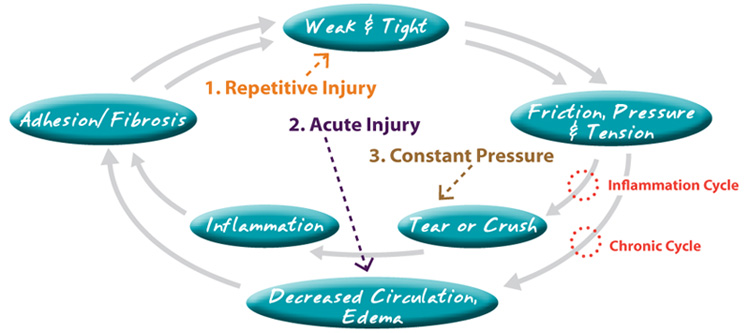 Weak & Tight
1. Repetitive Injury
Adhesion/Fibrosis
2. Acute Injury
Friction, Pressure
& Tension
3. Constant Pressure
Inflammation Cycle
Inflammation
Tear or Crush
Chronic Cycle
Decreased Circulation,
Edema